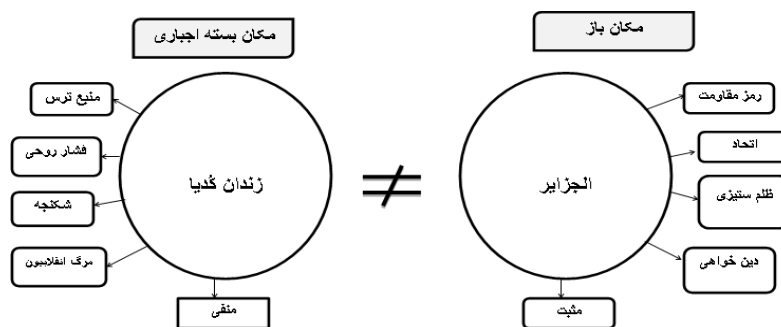 مکان باز
مکان بسته اجباری
رمز مقاومت
اتحاد
ظلم ستیزی
دین خواهی
الجزایر
مثبت
≠
منبع ترس
فشار روحی
شکنجه
مرگ انقلابیون
زندان کُدیا
منفی